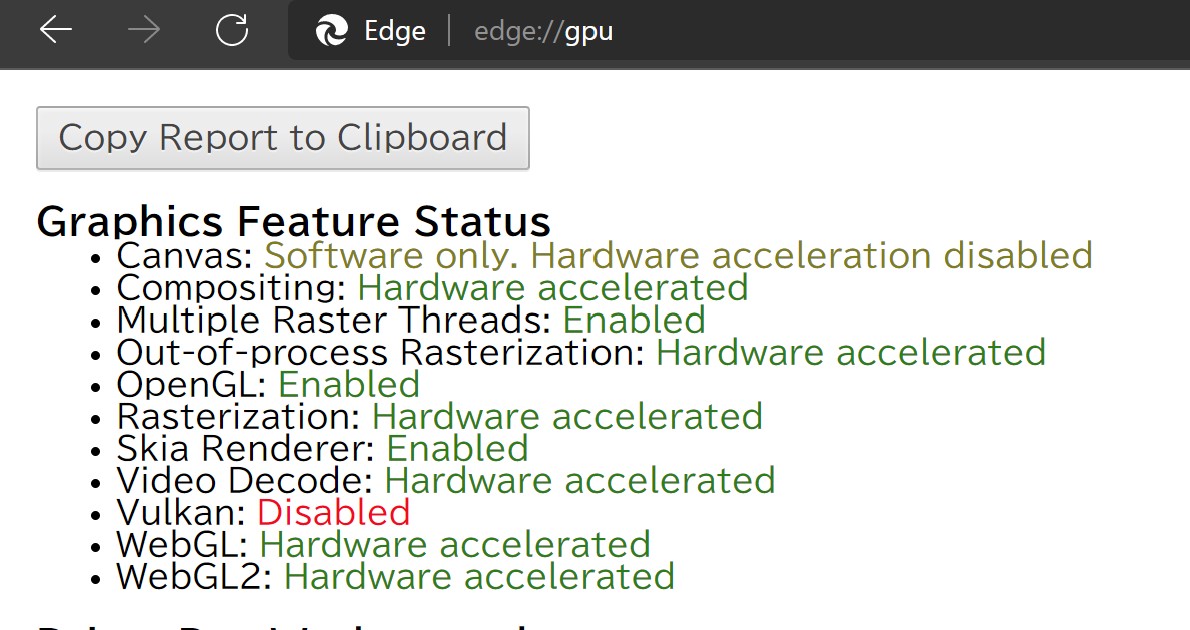 Edge | edge://gpu
Copy Report to Clipboard
Graphics Feature Status
• Canvas: Software only. Hardware acceleration disabled
• Compositing: Hardware accelerated
• Multiple Raster Threads: Enabled
• Out-of-process Rasterization: Hardware accelerated
• OpenGL: Enabled
• Rasterization: Hardware accelerated
• Skia Renderer: Enabled
• Video Decode: Hardware accelerated
• Vulkan: Disabled
• WebGL: Hardware accelerated
• WebGL2: Hardware accelerated